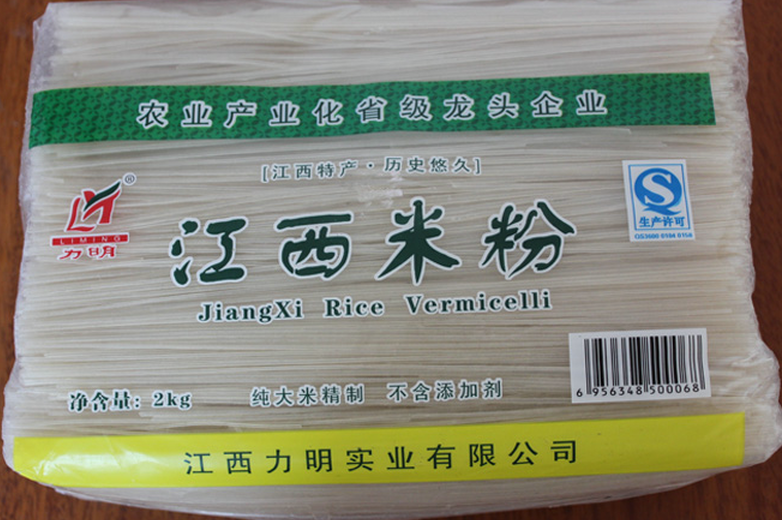 农业产业化省级龙头企业
[江西特产·历史悠久]
®
LIMING
力明
江西米粉
JiangXi Rice Vermicelli
生产许可
QS3600 0104 0158
净含量: 2kg
纯大米精制 不含添加剂
6 956348 500068
江西力明实业有限公司